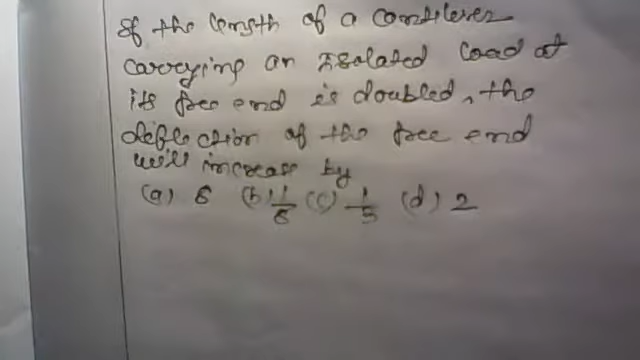 If the length of a cantilever
carrying an isolated load at
its free end is doubled, the
deflection of the free end
will increase by
(a) 8 (b) 1/8 (c) 1/3 (d) 2